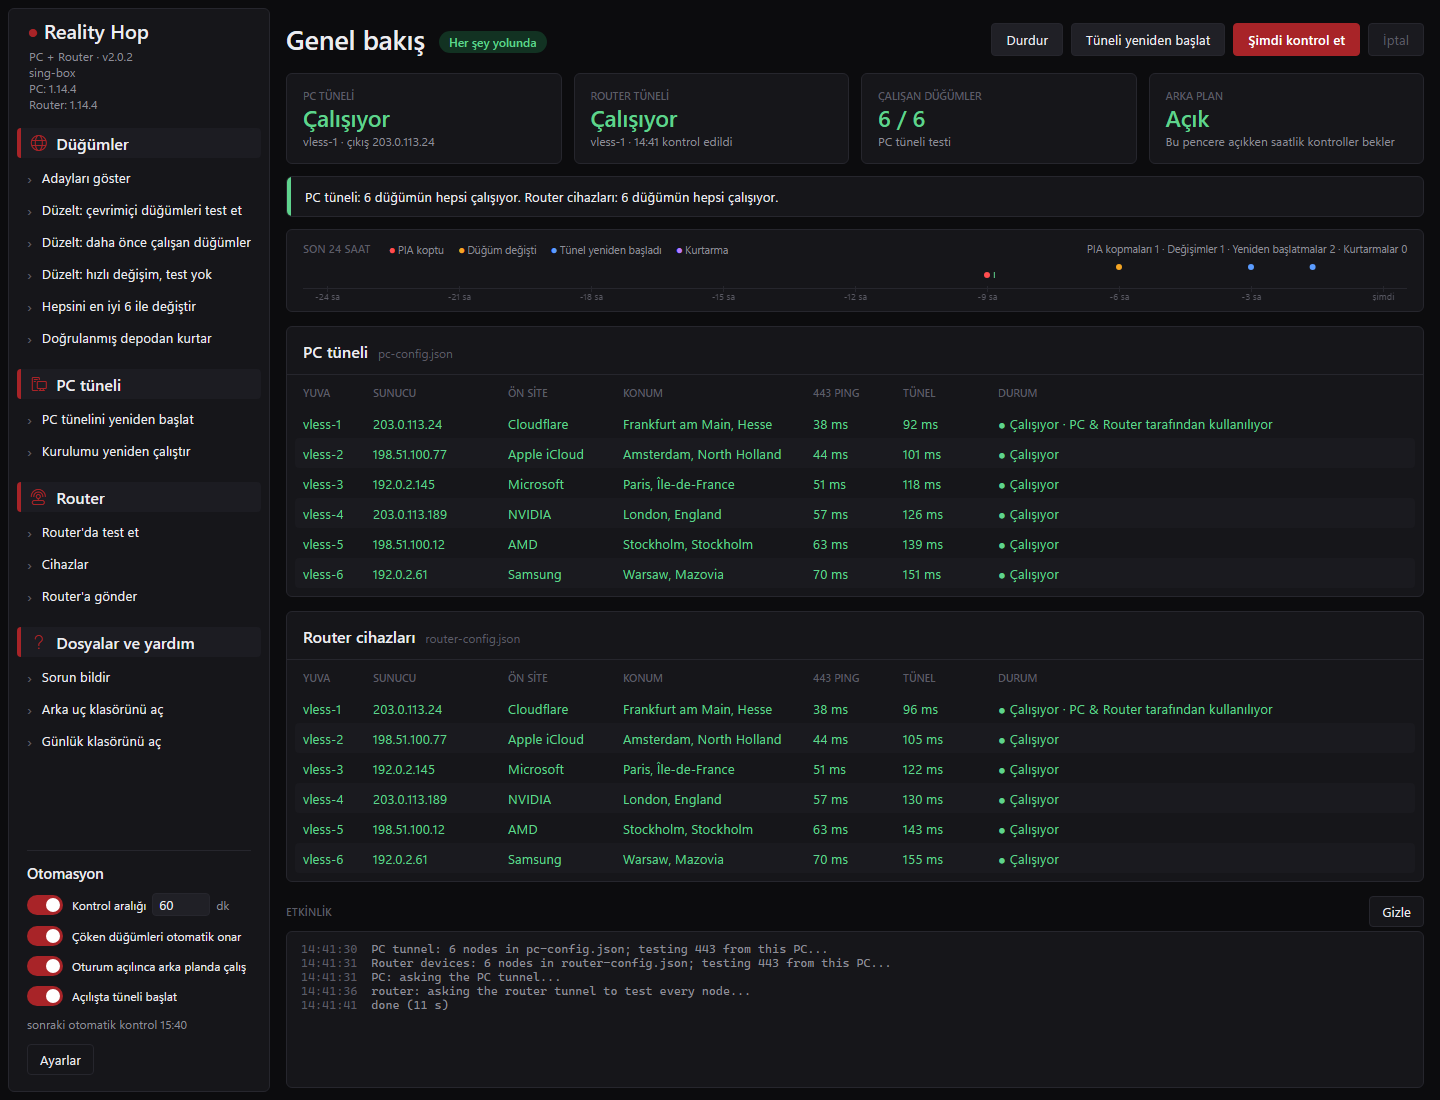 Reality Hop
PC + Router · v2.0.2
sing-box
PC: 1.14.4
Router: 1.14.4
Düğümler
› Adayları göster
› Düzelt: çevrimiçi düğümleri test et
› Düzelt: daha önce çalışan düğümler
› Düzelt: hızlı değişim, test yok
› Hepsini en iyi 6 ile değiştir
› Doğrulanmış depodan kurtar
PC tüneli
› PC tünelini yeniden başlat
› Kurulumu yeniden çalıştır
Router
› Router'da test et
› Cihazlar
› Router'a gönder
? Dosyalar ve yardım
› Sorun bildir
› Arka uç klasörünü aç
› Günlük klasörünü aç
Otomasyon
Kontrol aralığı 60 dk
Çöken düğümleri otomatik onar
Oturum açılınca arka planda çalış
Açılışta tüneli başlat
sonraki otomatik kontrol 15:40
Ayarlar
Genel bakış Her şey yolunda
Durdur Tüneli yeniden başlat Şimdi kontrol et İptal
PC TÜNELİ
Çalışıyor
vless-1 · çıkış 203.0.113.24
ROUTER TÜNELİ
Çalışıyor
vless-1 · 14:41 kontrol edildi
ÇALIŞAN DÜĞÜMLER
6 / 6
PC tüneli testi
ARKA PLAN
Açık
Bu pencere açıkken saatlik kontroller bekler
PC tüneli: 6 düğümün hepsi çalışıyor. Router cihazları: 6 düğümün hepsi çalışıyor.
SON 24 SAAT ● PIA koptu ● Düğüm değişti ● Tünel yeniden başladı ● Kurtarma PIA kopmaları 1 · Değişimler 1 · Yeniden başlatmalar 2 · Kurtarmalar 0
-24 sa -21 sa -18 sa -15 sa -12 sa -9 sa -6 sa -3 sa şimdi
PC tüneli pc-config.json
YUVA SUNUCU ÖN SİTE KONUM 443 PING TÜNEL DURUM
vless-1 203.0.113.24 Cloudflare Frankfurt am Main, Hesse 38 ms 92 ms ● Çalışıyor · PC & Router tarafından kullanılıyor
vless-2 198.51.100.77 Apple iCloud Amsterdam, North Holland 44 ms 101 ms ● Çalışıyor
vless-3 192.0.2.145 Microsoft Paris, Île-de-France 51 ms 118 ms ● Çalışıyor
vless-4 203.0.113.189 NVIDIA London, England 57 ms 126 ms ● Çalışıyor
vless-5 198.51.100.12 AMD Stockholm, Stockholm 63 ms 139 ms ● Çalışıyor
vless-6 192.0.2.61 Samsung Warsaw, Mazovia 70 ms 151 ms ● Çalışıyor
Router cihazları router-config.json
YUVA SUNUCU ÖN SİTE KONUM 443 PING TÜNEL DURUM
vless-1 203.0.113.24 Cloudflare Frankfurt am Main, Hesse 38 ms 96 ms ● Çalışıyor · PC & Router tarafından kullanılıyor
vless-2 198.51.100.77 Apple iCloud Amsterdam, North Holland 44 ms 105 ms ● Çalışıyor
vless-3 192.0.2.145 Microsoft Paris, Île-de-France 51 ms 122 ms ● Çalışıyor
vless-4 203.0.113.189 NVIDIA London, England 57 ms 130 ms ● Çalışıyor
vless-5 198.51.100.12 AMD Stockholm, Stockholm 63 ms 143 ms ● Çalışıyor
vless-6 192.0.2.61 Samsung Warsaw, Mazovia 70 ms 155 ms ● Çalışıyor
ETKİNLİK Gizle
14:41:30 PC tunnel: 6 nodes in pc-config.json; testing 443 from this PC...
14:41:31 Router devices: 6 nodes in router-config.json; testing 443 from this PC...
14:41:31 PC: asking the PC tunnel...
14:41:36 router: asking the router tunnel to test every node...
14:41:41 done (11 s)